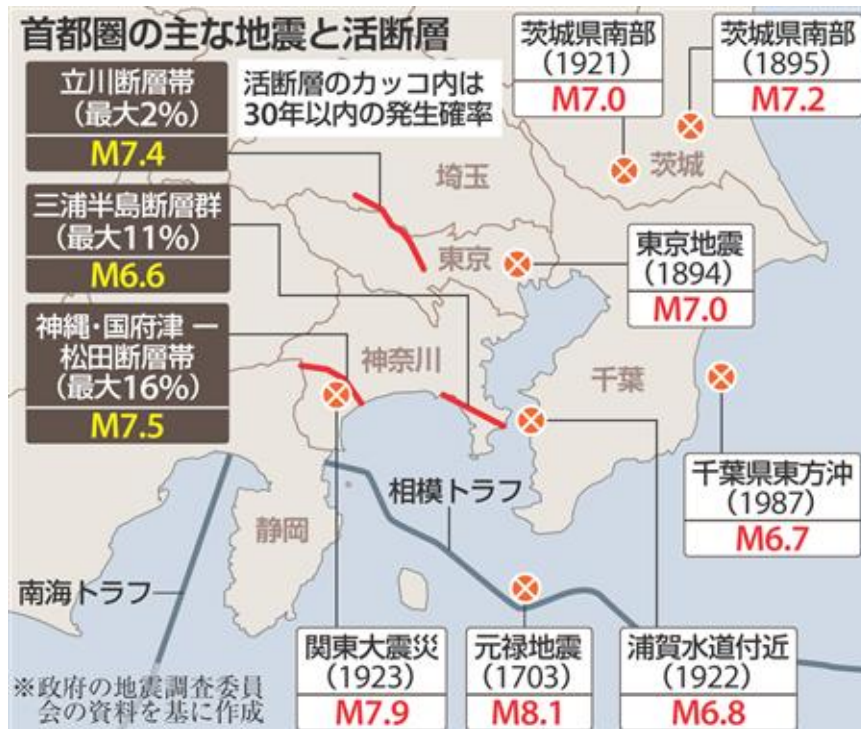 首都圏の主な地震と活断層
立川断層帯
(最大2%)
M7.4
活断層のカッコ内は
30年以内の発生確率
茨城県南部
(1921)
M7.0
茨城県南部
(1895)
M7.2
三浦半島断層群
(最大11%)
M6.6
埼玉
茨城
東京
東京地震
(1894)
M7.0
神縄・国府津ー
松田断層帯
(最大16%)
M7.5
神奈川
千葉
千葉県東方沖
(1987)
M6.7
静岡
相模トラフ
南海トラフ
関東大震災
(1923)
M7.9
元禄地震
(1703)
M8.1
浦賀水道付近
(1922)
M6.8
※政府の地震調査委員
会の資料を基に作成